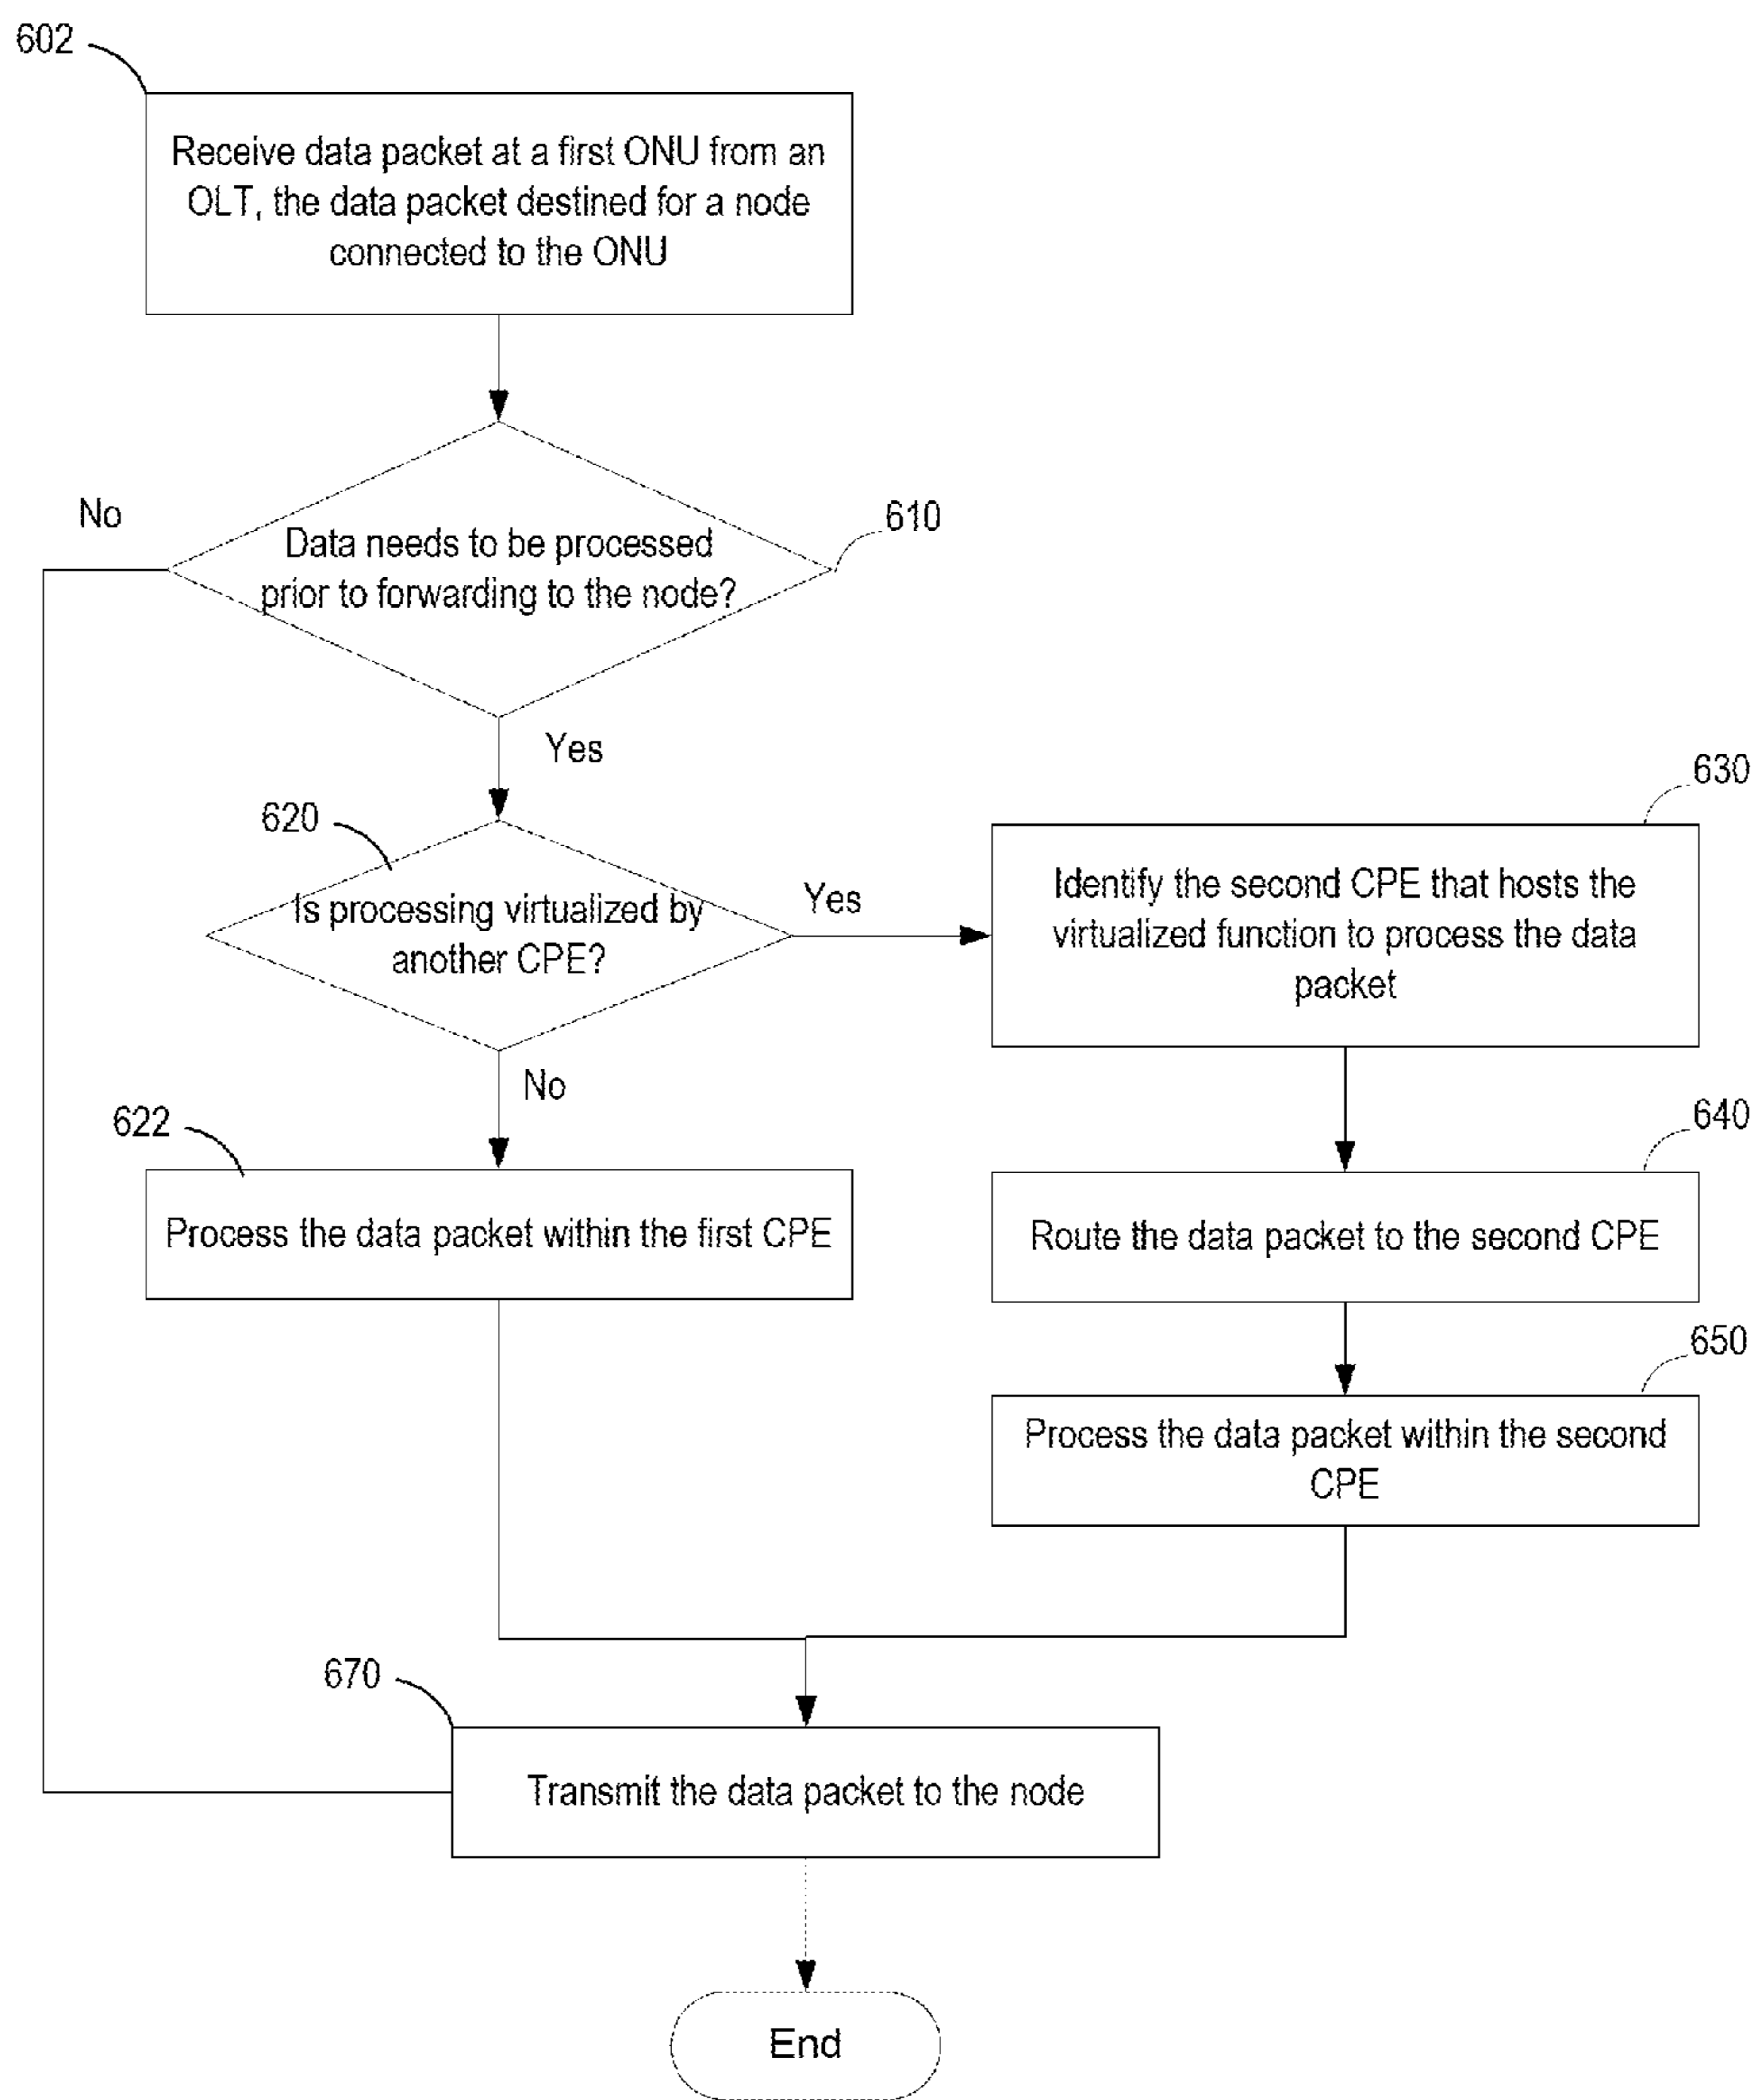 602
Receive data packet at a first ONU from an
OLT, the data packet destined for a node
connected to the ONU
No
610
Data needs to be processed
prior to forwarding to the node?
Yes
630
620
Is processing virtualized by
another CPE?
Yes
Identify the second CPE that hosts the
virtualized function to process the data
packet
No
622
640
Process the data packet within the first CPE
Route the data packet to the second CPE
650
Process the data packet within the second
CPE
670
Transmit the data packet to the node
End